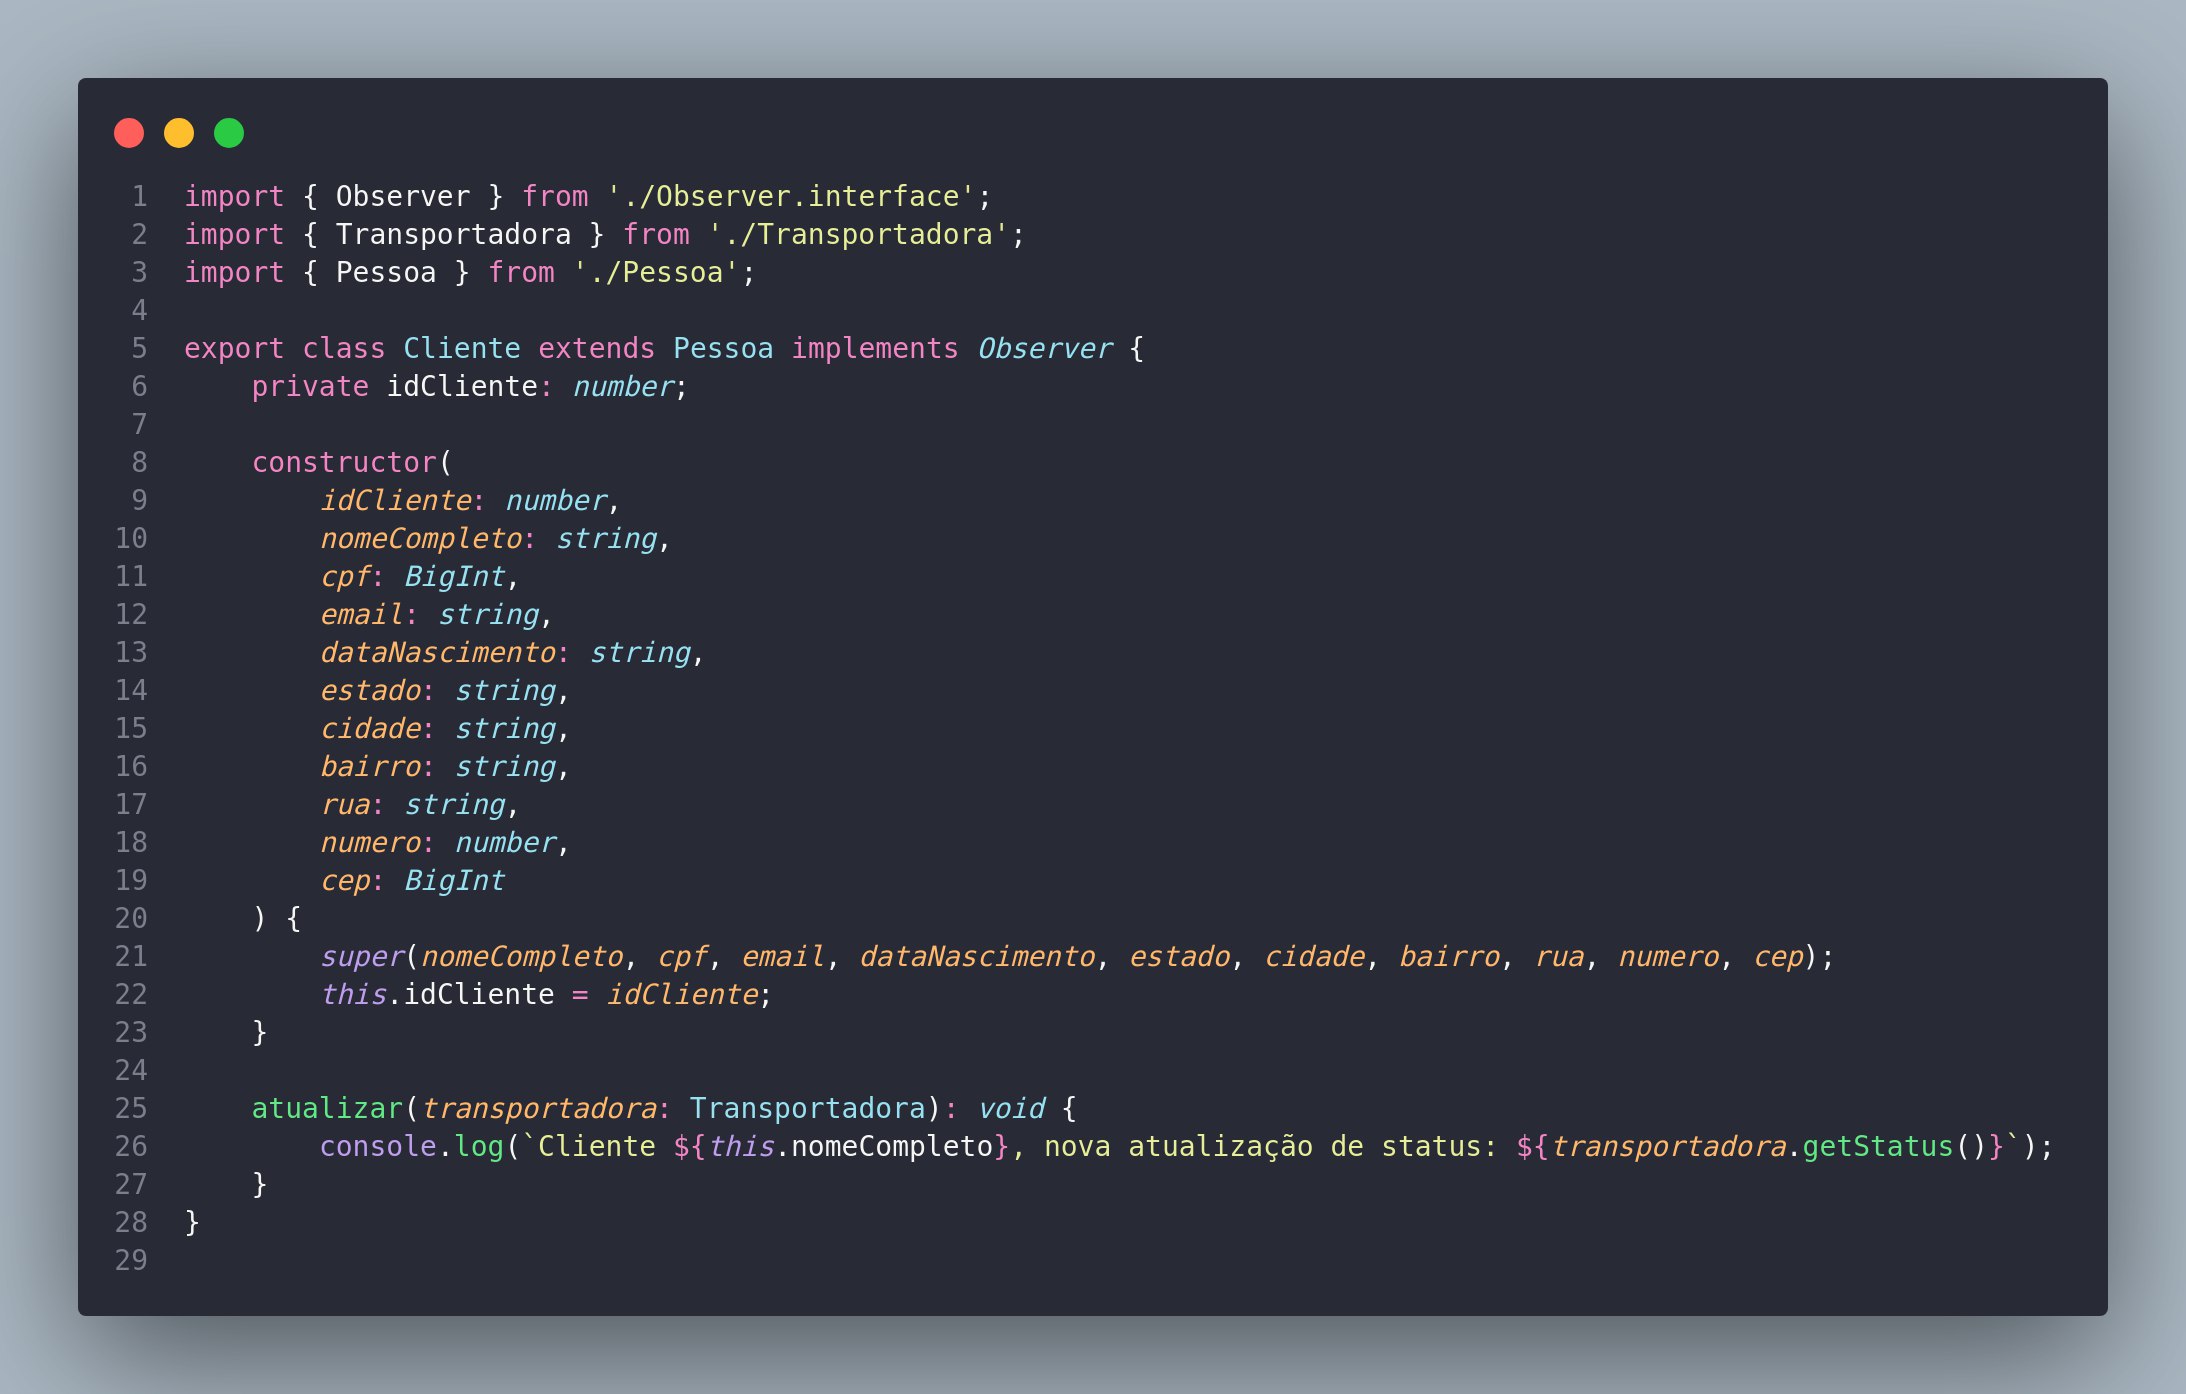 1 import { Observer } from './Observer.interface';
2 import { Transportadora } from './Transportadora';
3 import { Pessoa } from './Pessoa';
4
5 export class Cliente extends Pessoa implements Observer {
6     private idCliente: number;
7
8     constructor(
9         idCliente: number,
10         nomeCompleto: string,
11         cpf: BigInt,
12         email: string,
13         dataNascimento: string,
14         estado: string,
15         cidade: string,
16         bairro: string,
17         rua: string,
18         numero: number,
19         cep: BigInt
20     ) {
21         super(nomeCompleto, cpf, email, dataNascimento, estado, cidade, bairro, rua, numero, cep);
22         this.idCliente = idCliente;
23     }
24
25     atualizar(transportadora: Transportadora): void {
26         console.log(`Cliente ${this.nomeCompleto}, nova atualização de status: ${transportadora.getStatus()}`);
27     }
28 }
29